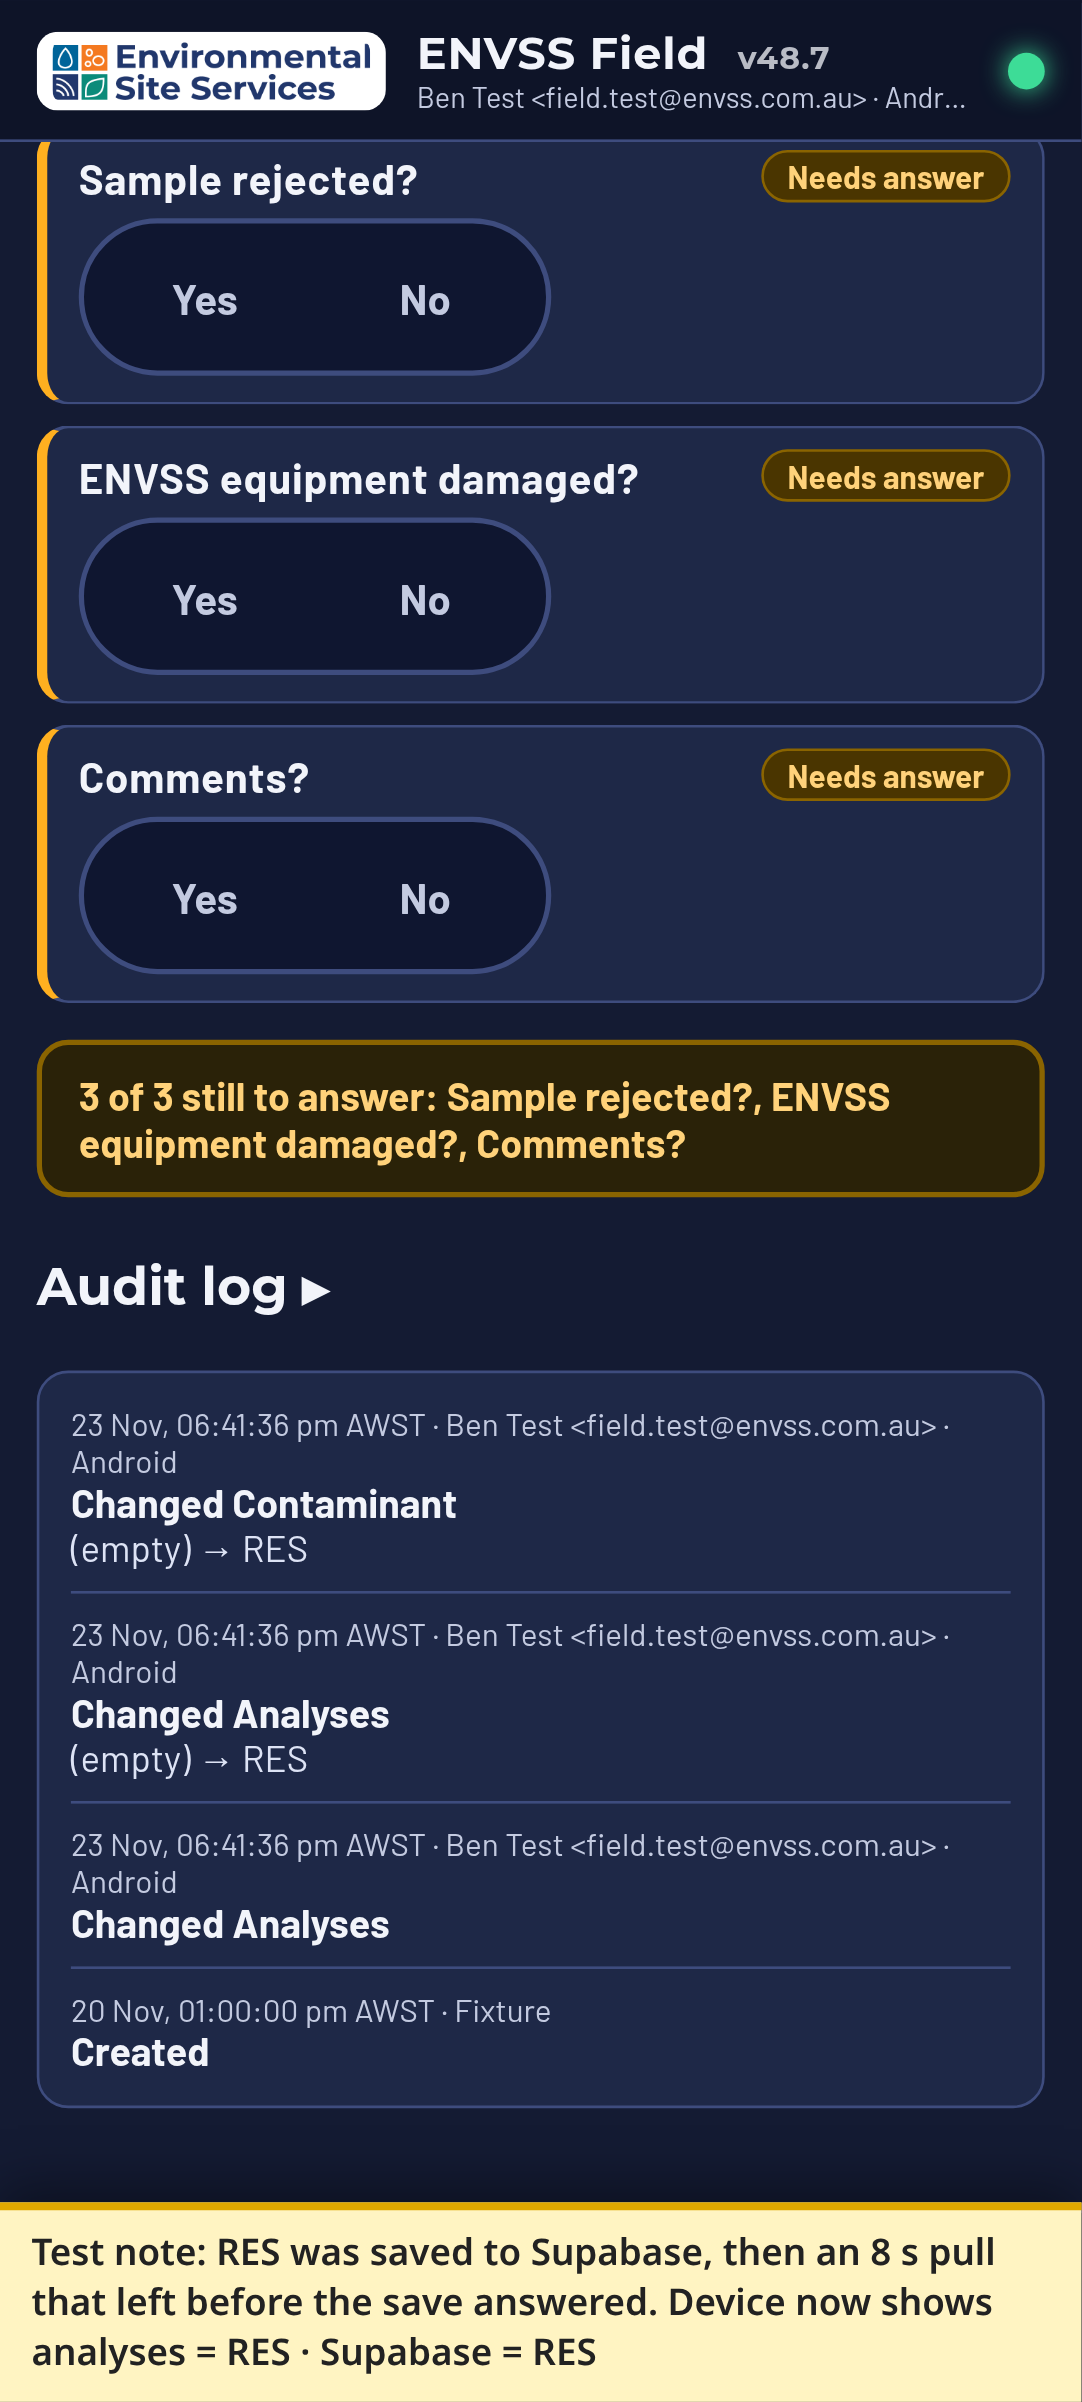 Environmental
Site Services
ENVSS Field v48.7
Ben Test <field.test@envss.com.au> · Andr...
Sample rejected?
Needs answer
Yes No
ENVSS equipment damaged?
Needs answer
Yes No
Comments?
Needs answer
Yes No
3 of 3 still to answer: Sample rejected?, ENVSS
equipment damaged?, Comments?
Audit log ▸
23 Nov, 06:41:36 pm AWST · Ben Test <field.test@envss.com.au> ·
Android
Changed Contaminant
(empty) → RES
23 Nov, 06:41:36 pm AWST · Ben Test <field.test@envss.com.au> ·
Android
Changed Analyses
(empty) → RES
23 Nov, 06:41:36 pm AWST · Ben Test <field.test@envss.com.au> ·
Android
Changed Analyses
20 Nov, 01:00:00 pm AWST · Fixture
Created
Test note: RES was saved to Supabase, then an 8 s pull
that left before the save answered. Device now shows
analyses = RES · Supabase = RES